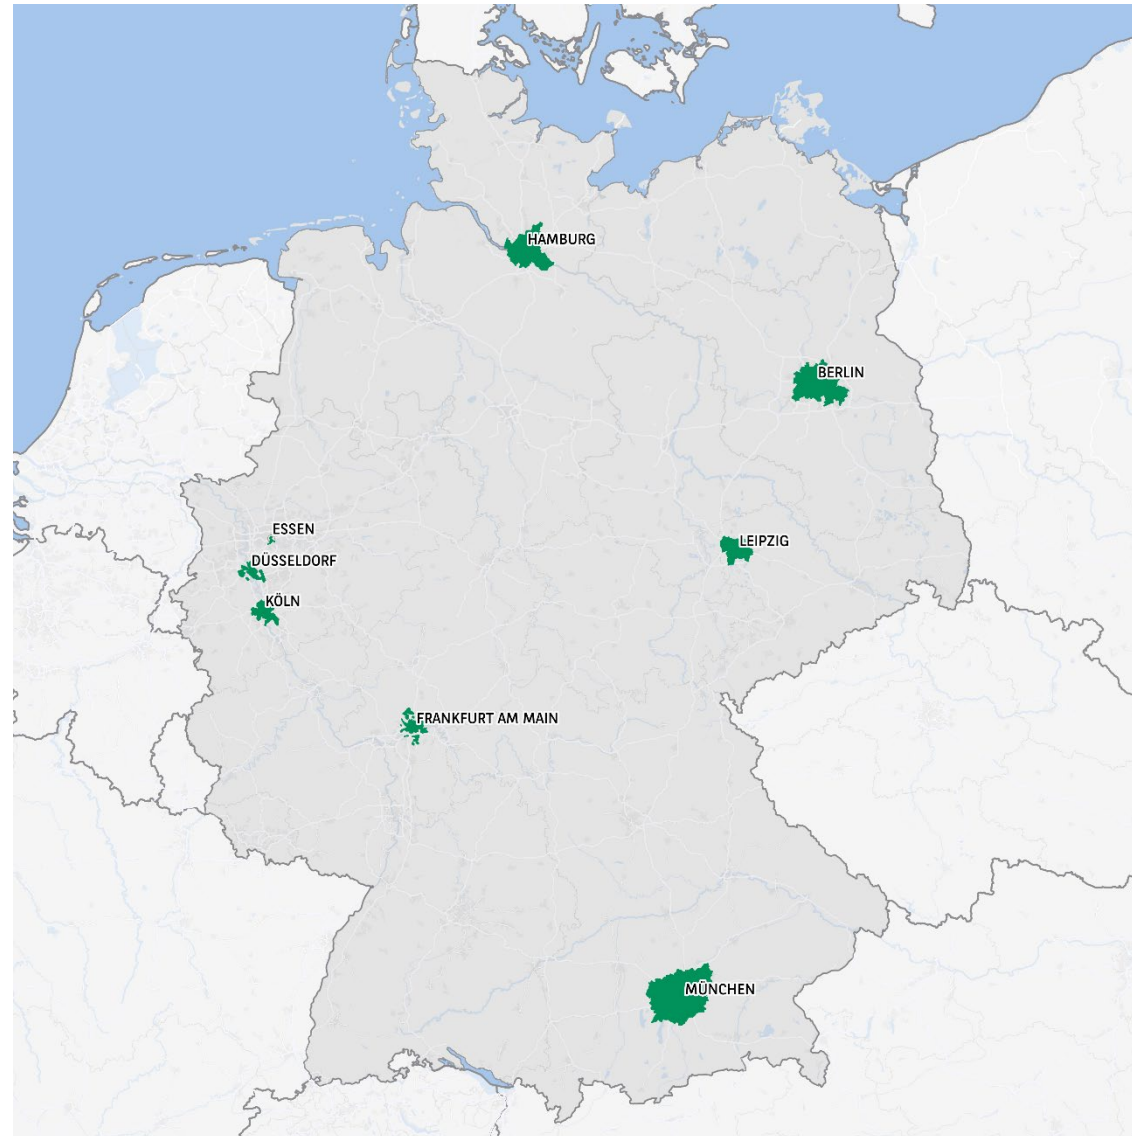 HAMBURG
BERLIN
ESSEN
LEIPZIG
DÜSSELDORF
KÖLN
FRANKFURT AM MAIN
MÜNCHEN